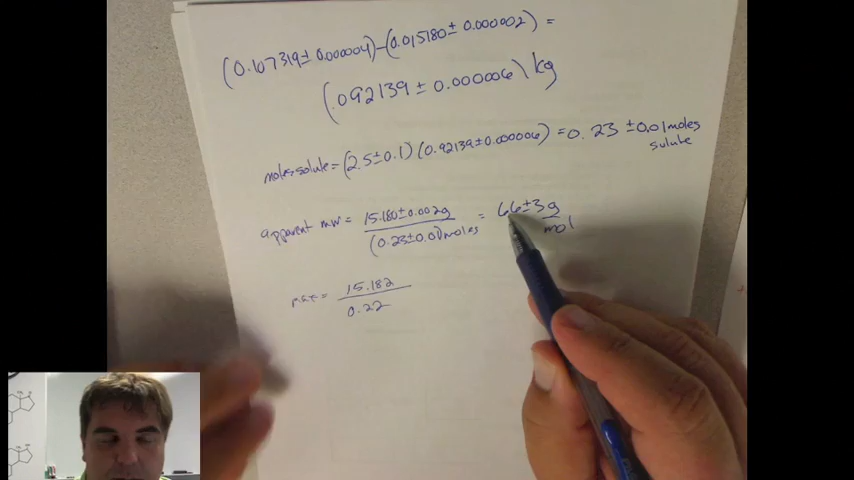 (0.107319± 0.000004)-(0.015180± 0.000002) =
(.092139 ± 0.000006) kg
moles solute = (2.5±0.1)(0.92139±0.000006) = 0.23 ±0.01 moles
solute
apparent mw = 15.180±0.002g = 66±3g
(0.23±0.01) moles mol
= 15.182
0.22